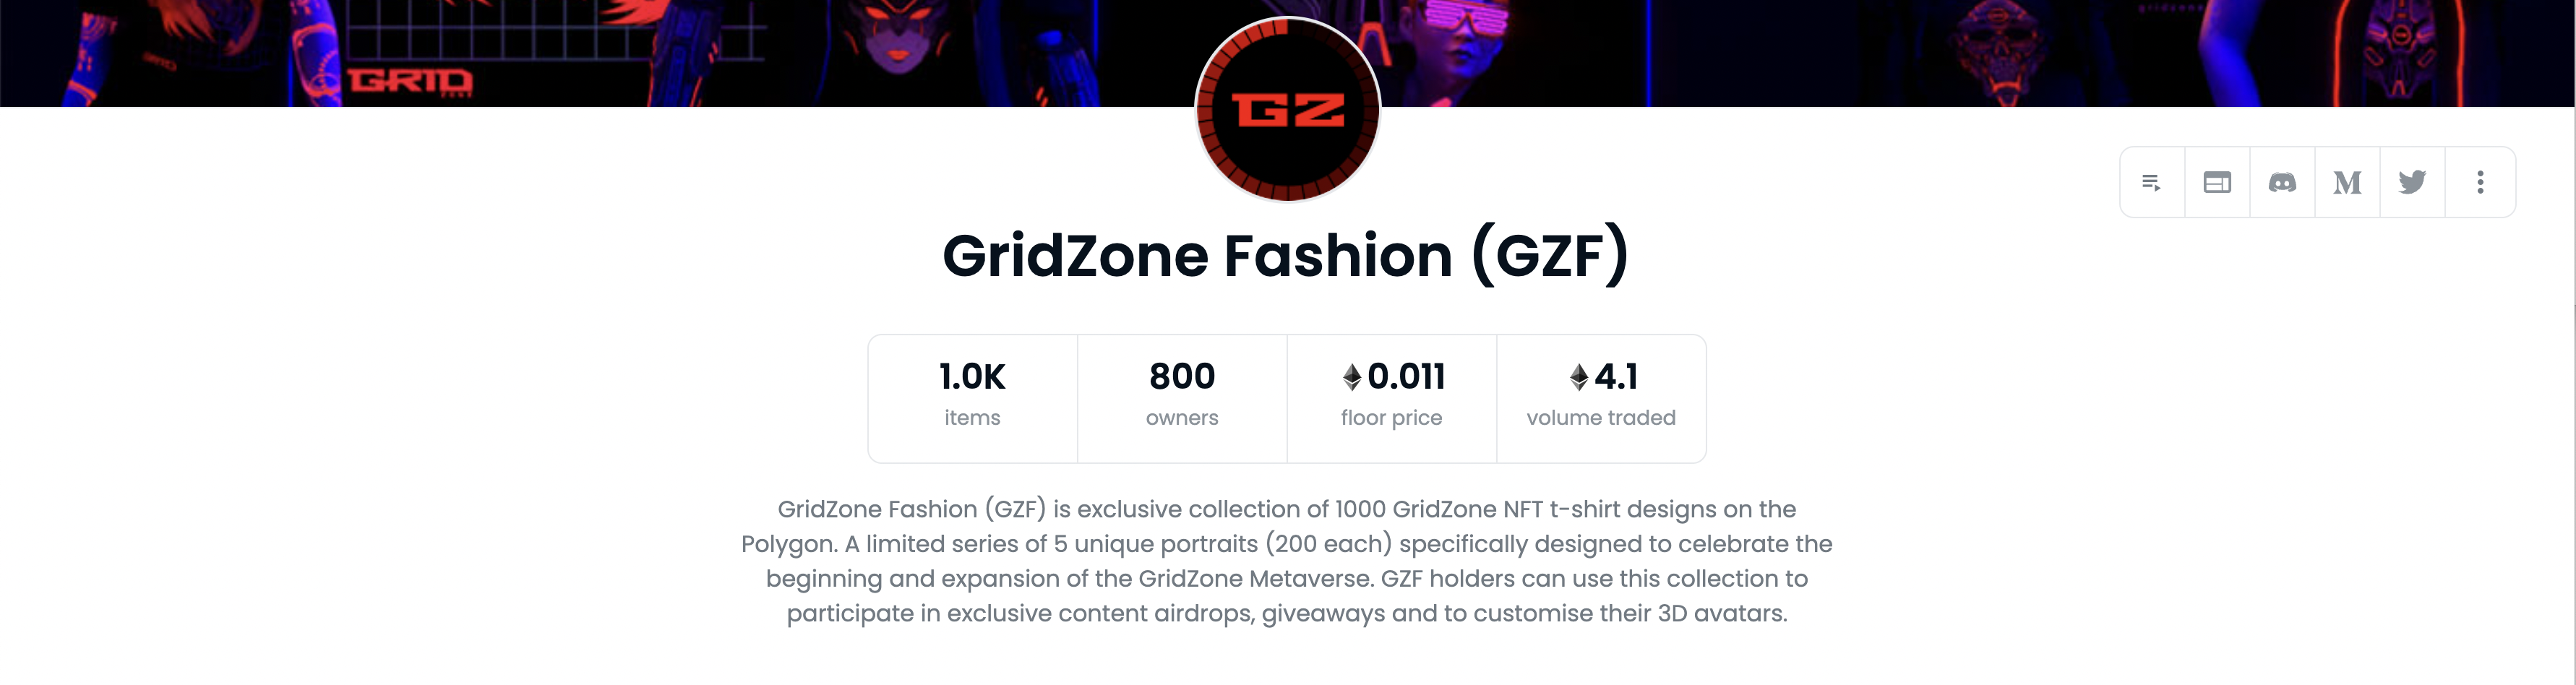 GRID
ZONE
gridzone
GZ
GridZone Fashion (GZF)
1.0K
items
800
owners
0.011
floor price
4.1
volume traded
GridZone Fashion (GZF) is exclusive collection of 1000 GridZone NFT t-shirt designs on the
Polygon. A limited series of 5 unique portraits (200 each) specifically designed to celebrate the
beginning and expansion of the GridZone Metaverse. GZF holders can use this collection to
participate in exclusive content airdrops, giveaways and to customise their 3D avatars.